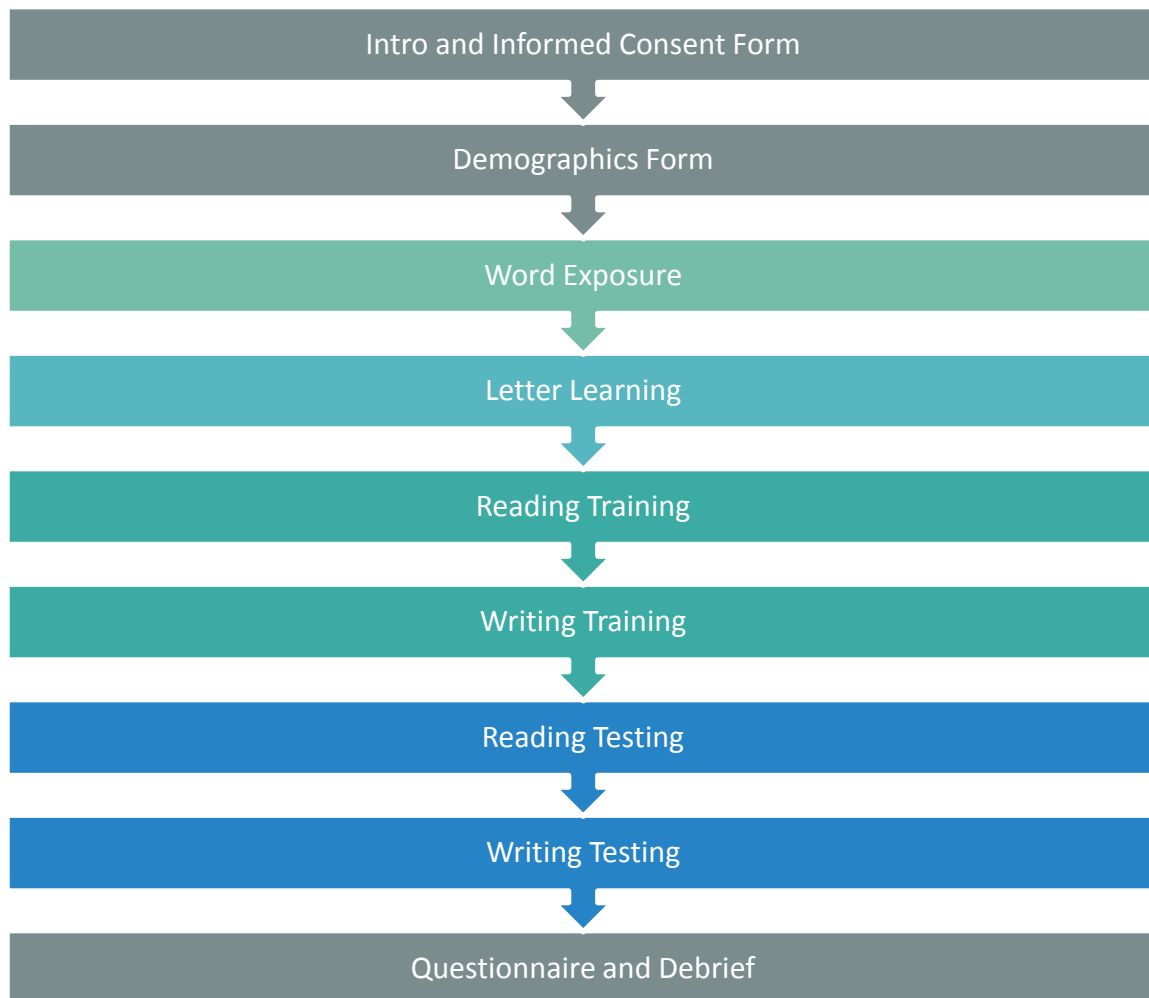 Intro and Informed Consent Form
Demographics Form
Word Exposure
Letter Learning
Reading Training
Writing Training
Reading Testing
Writing Testing
Questionnaire and Debrief